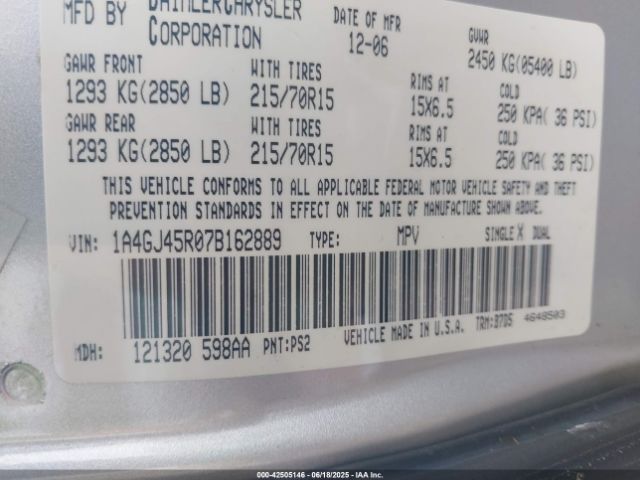 MFD BY DAIMLERCHRYSLER CORPORATION DATE OF MFR 12-06 GVWR 2450 KG(05400 LB)
GAWR FRONT WITH TIRES RIMS AT COLD
1293 KG(2850 LB) 215/70R15 15X6.5 250 KPA( 36 PSI)
GAWR REAR WITH TIRES RIMS AT COLD
1293 KG(2850 LB) 215/70R15 15X6.5 250 KPA( 36 PSI)
THIS VEHICLE CONFORMS TO ALL APPLICABLE FEDERAL MOTOR VEHICLE SAFETY AND THEFT
PREVENTION STANDARDS IN EFFECT ON THE DATE OF MANUFACTURE SHOWN ABOVE.
VIN: 1A4GJ45R07B162889 TYPE: MPV SINGLE X DUAL
MDH: 121320 598AA PNT:PS2 VEHICLE MADE IN U.S.A. TRM:B7D5 4648503
000-42505146 - 06/18/2025 - IAA Inc.